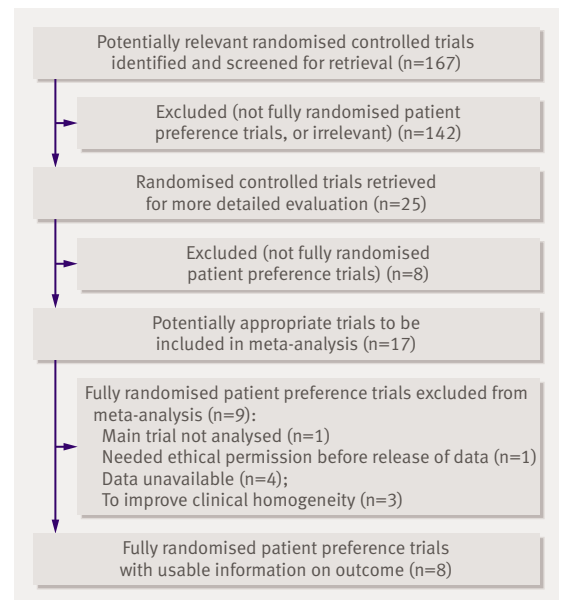 Potentially relevant randomised controlled trials
identified and screened for retrieval (n=167)
Excluded (not fully randomised patient
preference trials, or irrelevant) (n=142)
Randomised controlled trials retrieved
for more detailed evaluation (n=25)
Excluded (not fully randomised
patient preference trials) (n=8)
Potentially appropriate trials to be
included in meta-analysis (n=17)
Fully randomised patient preference trials excluded from
meta-analysis (n=9):
Main trial not analysed (n=1)
Needed ethical permission before release of data (n=1)
Data unavailable (n=4);
To improve clinical homogeneity (n=3)
Fully randomised patient preference trials
with usable information on outcome (n=8)